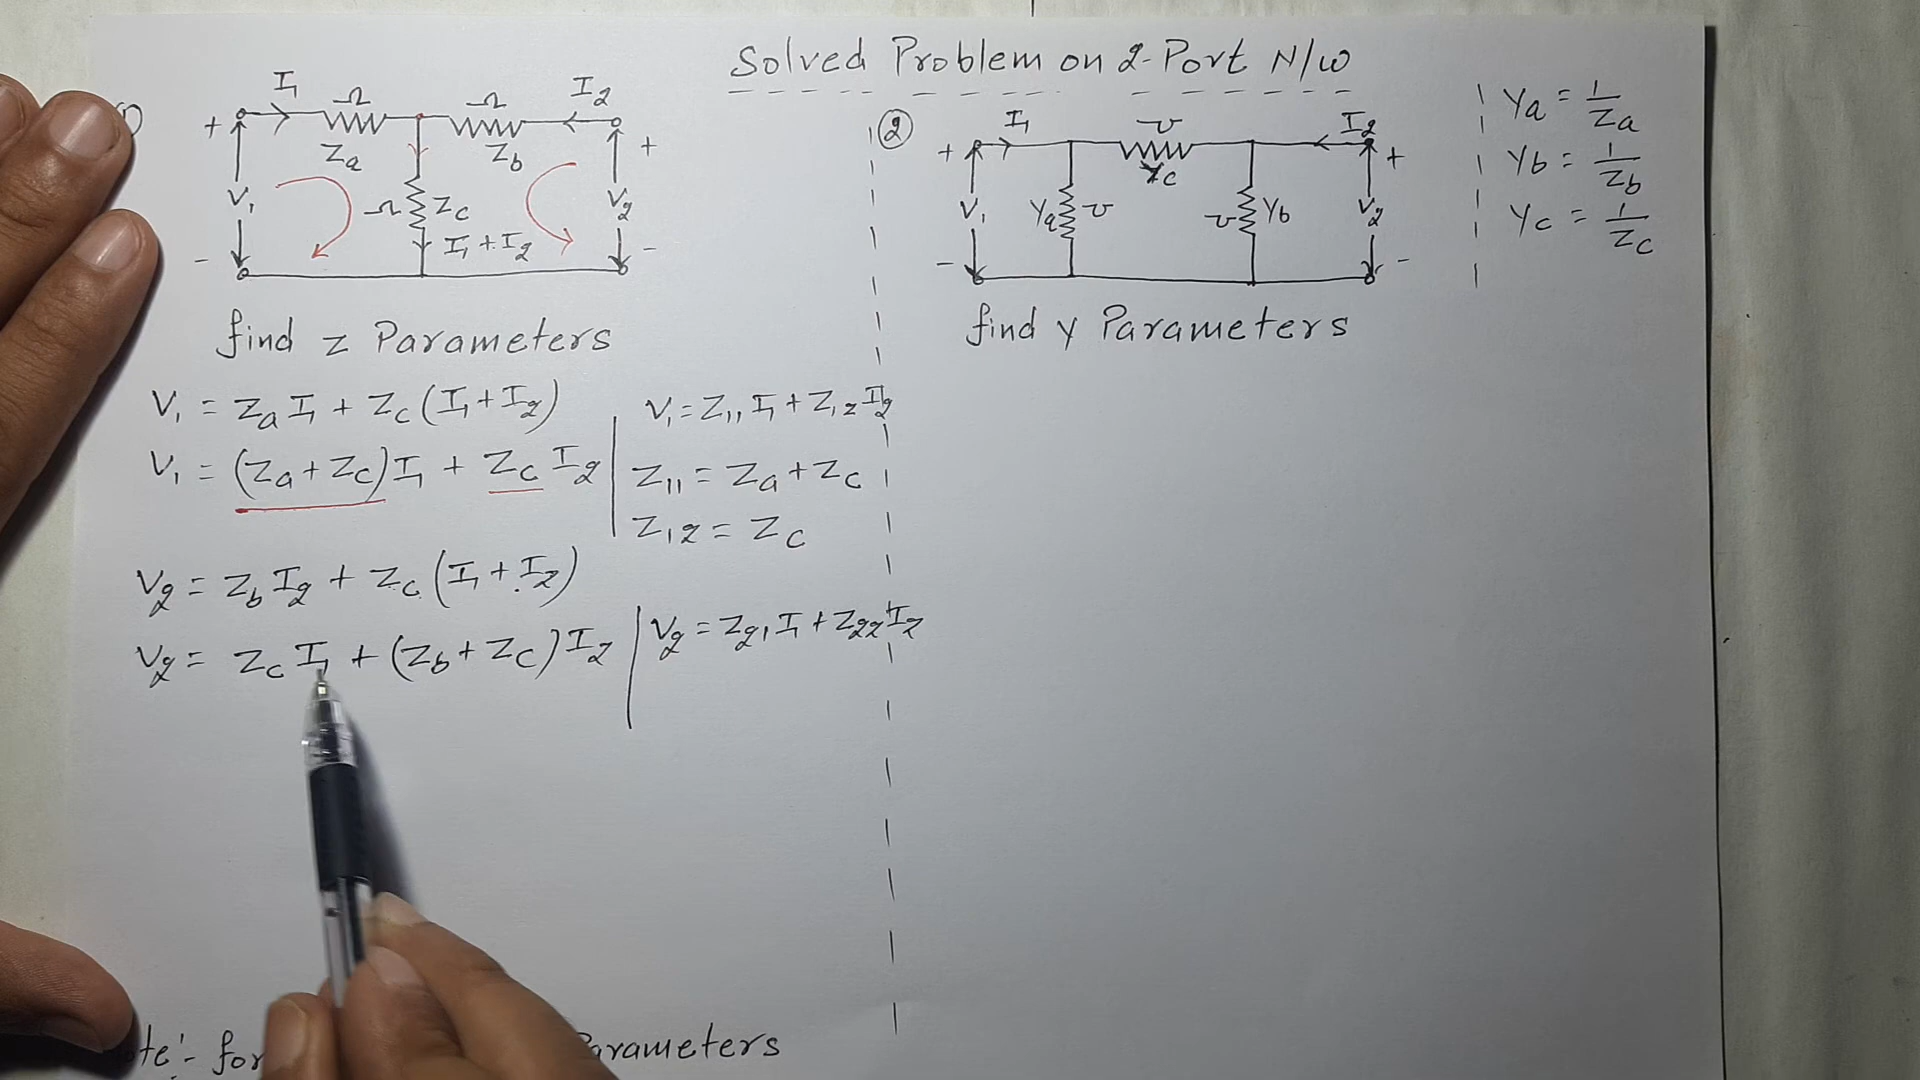 Solved Problem on 2-Port N/W
I₁ Ω Ω I₂
+ Za Zb +
V₁ Ω Zc V₂
- I₁ + I₂ -
find z Parameters
V₁ = Za I₁ + Zc (I₁ + I₂)
V₁ = (Za + Zc) I₁ + Zc I₂
V₁ = Z₁₁ I₁ + Z₁₂ I₂
Z₁₁ = Za + Zc
Z₁₂ = Zc
V₂ = Zb I₂ + Zc (I₁ + I₂)
V₂ = Zc I₁ + (Zb + Zc) I₂
V₂ = Z₂₁ I₁ + Z₂₂ I₂
for
Parameters
② I₁ ℧ I₂
+ Yc +
V₁ Ya ℧ ℧ Yb V₂
- -
find y Parameters
Ya = 1/Za
Yb = 1/Zb
Yc = 1/Zc